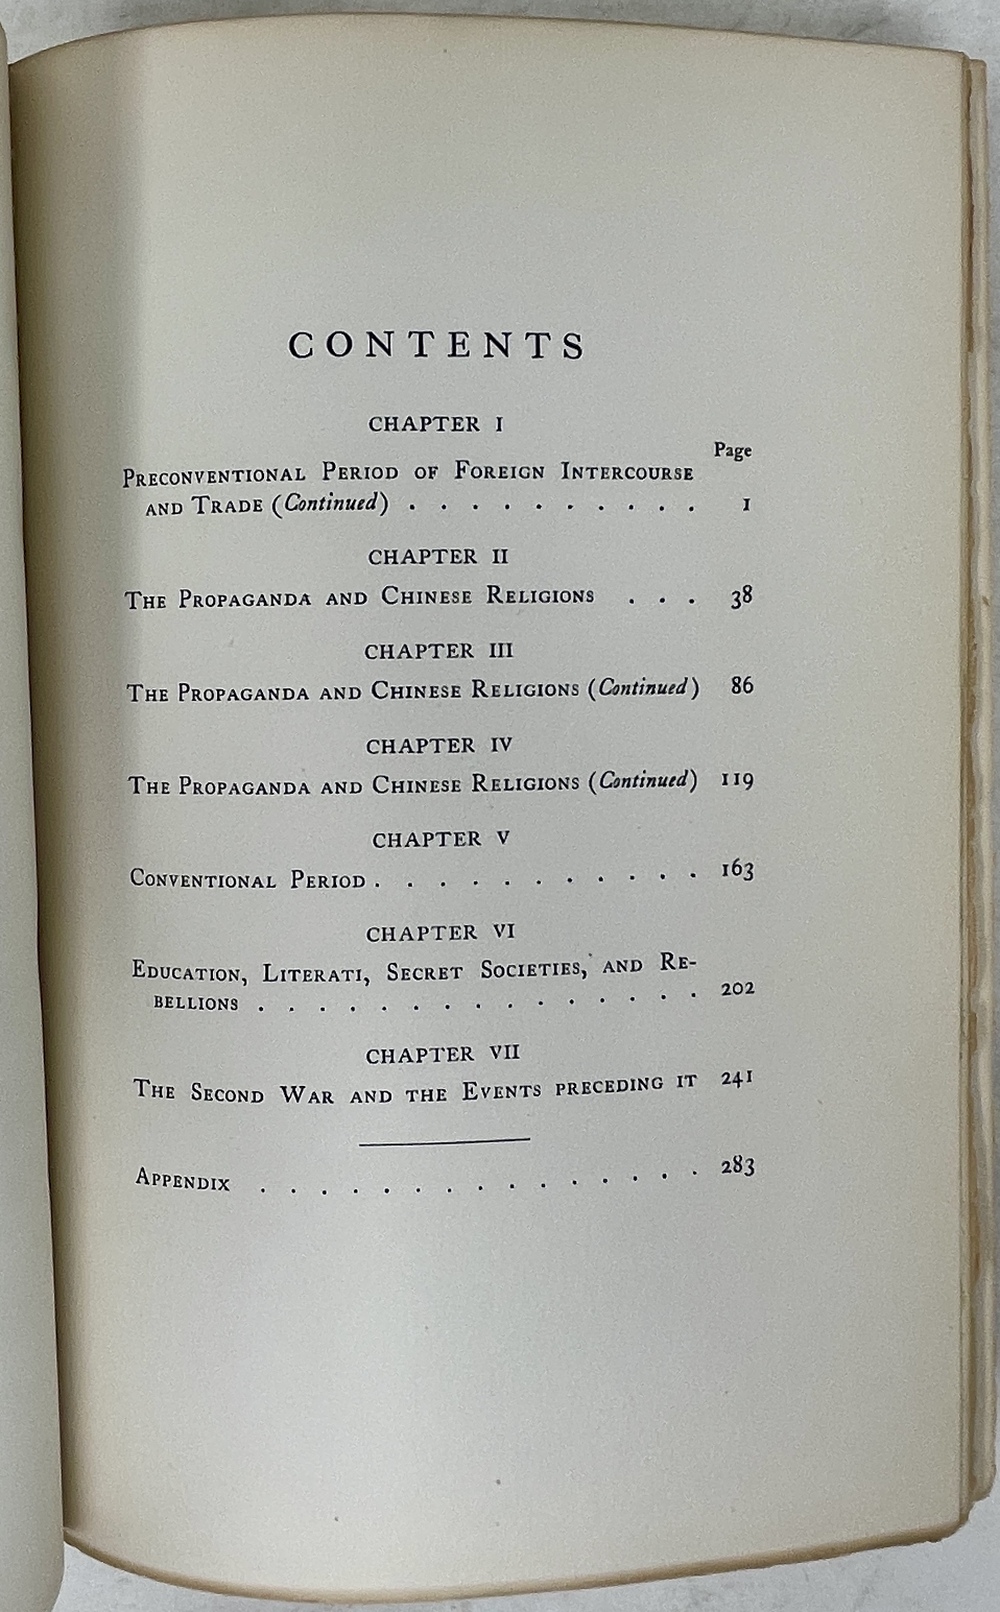 CONTENTS
CHAPTER I
Page
Preconventional Period of Foreign Intercourse
and Trade (Continued) . . . . . . . . . . 1
CHAPTER II
The Propaganda and Chinese Religions . . . 38
CHAPTER III
The Propaganda and Chinese Religions (Continued) 86
CHAPTER IV
The Propaganda and Chinese Religions (Continued) 119
CHAPTER V
Conventional Period . . . . . . . . . . . 163
CHAPTER VI
Education, Literati, Secret Societies, and Re-
bellions . . . . . . . . . . . . . . . 202
CHAPTER VII
The Second War and the Events preceding it 241
Appendix . . . . . . . . . . . . . . . 283